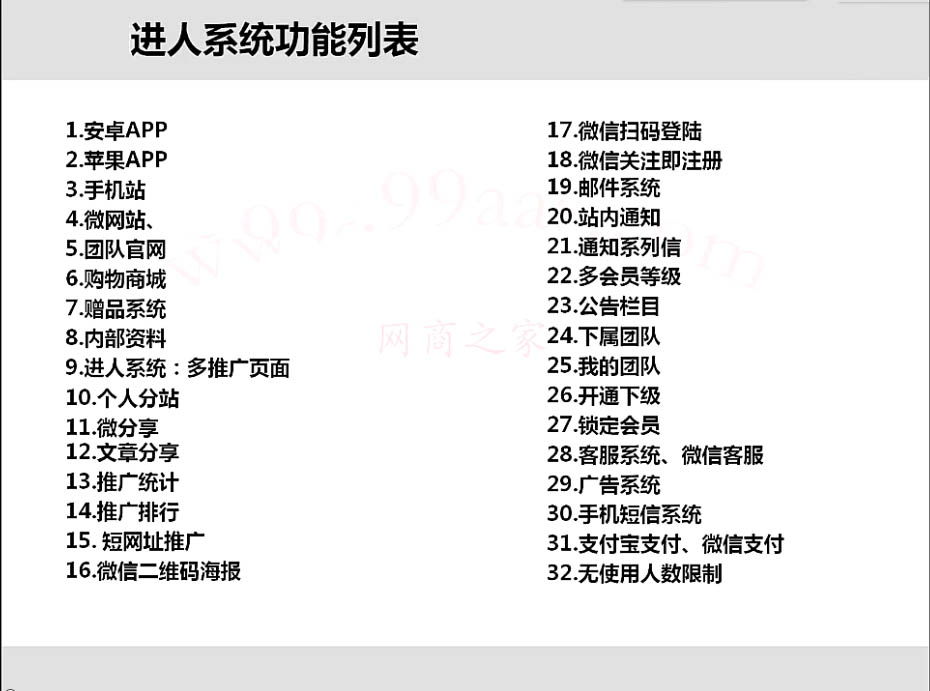 进人系统功能列表
1.安卓APP
2.苹果APP
3.手机站
4.微网站、
5.团队官网
6.购物商城
7.赠品系统
8.内部资料
9.进人系统：多推广页面
10.个人分站
11.微分享
12.文章分享
13.推广统计
14.推广排行
15. 短网址推广
16.微信二维码海报
17.微信扫码登陆
18.微信关注即注册
19.邮件系统
20.站内通知
21.通知系列信
22.多会员等级
23.公告栏目
24.下属团队
25.我的团队
26.开通下级
27.锁定会员
28.客服系统、微信客服
29.广告系统
30.手机短信系统
31.支付宝支付、微信支付
32.无使用人数限制
网商之家